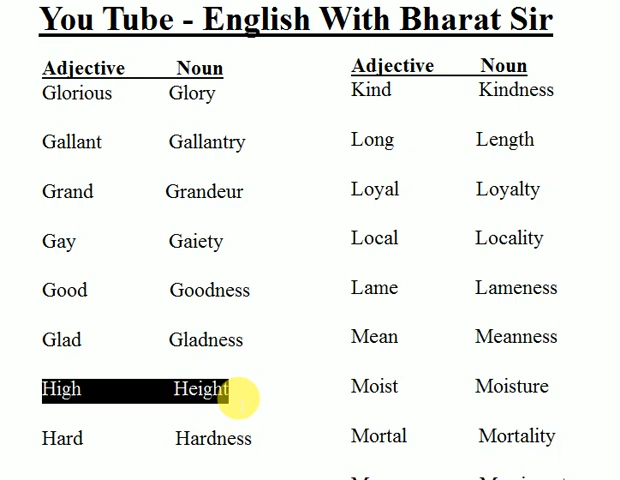 You Tube - English With Bharat Sir
Adjective Noun
Glorious Glory
Gallant Gallantry
Grand Grandeur
Gay Gaiety
Good Goodness
Glad Gladness
High Height
Hard Hardness
Adjective Noun
Kind Kindness
Long Length
Loyal Loyalty
Local Locality
Lame Lameness
Mean Meanness
Moist Moisture
Mortal Mortality